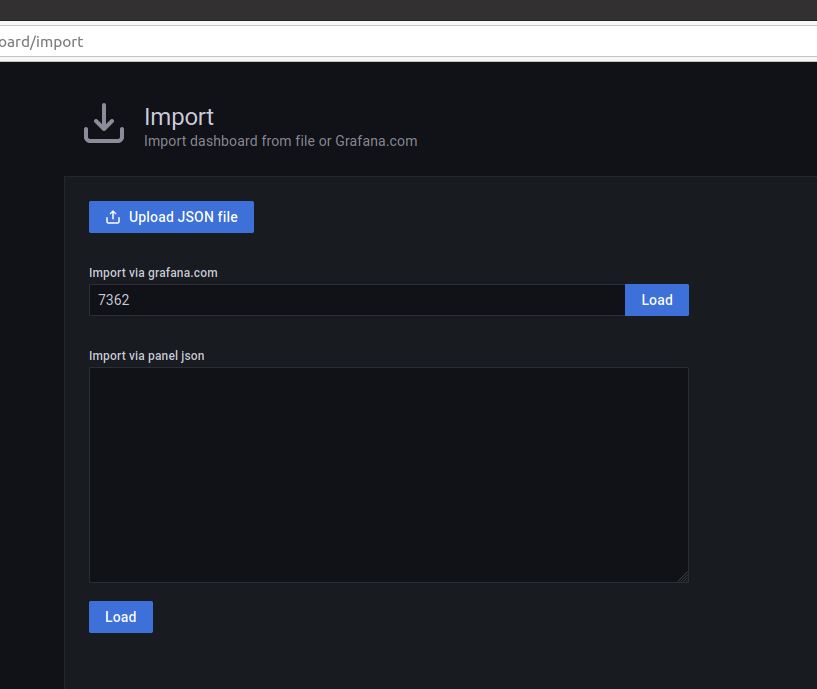 oard/import
Import
Import dashboard from file or Grafana.com
Upload JSON file
Import via grafana.com
7362
Load
Import via panel json
Load